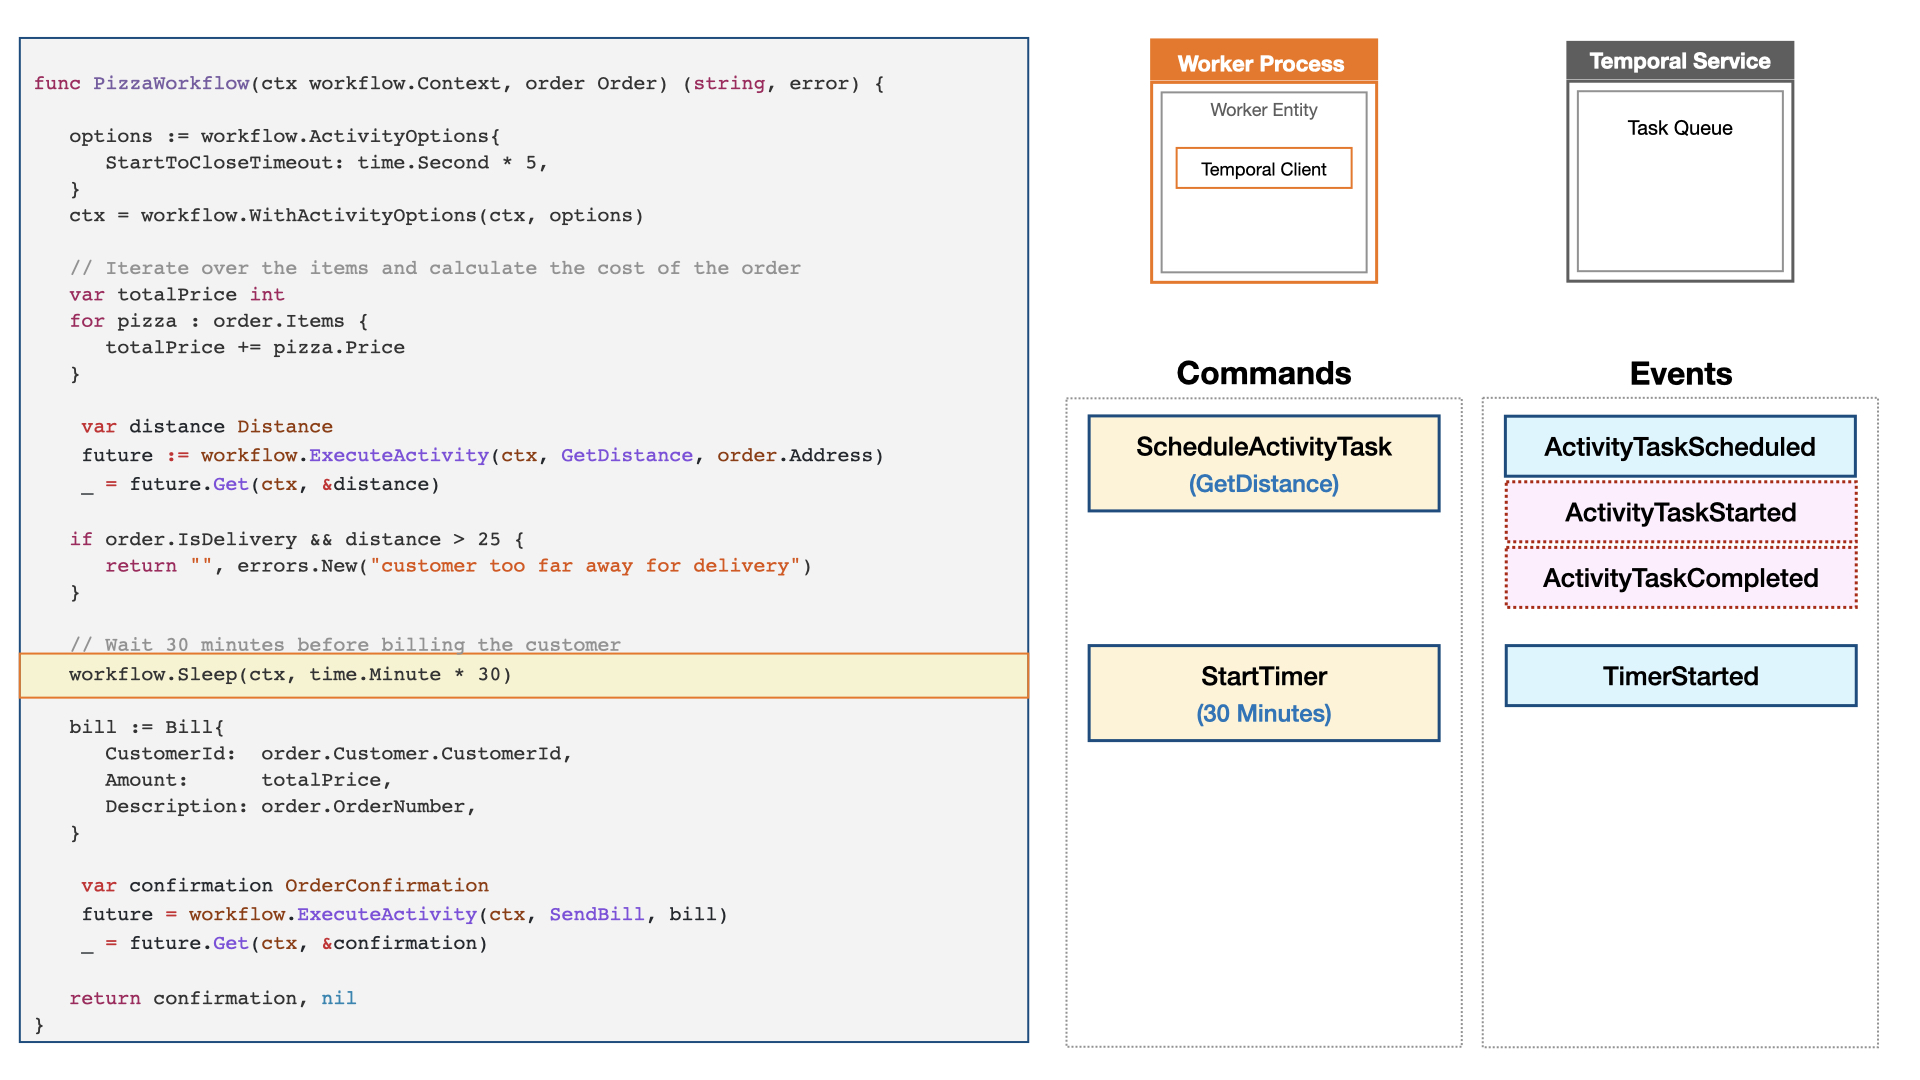 func PizzaWorkflow(ctx workflow.Context, order Order) (string, error) {
options := workflow.ActivityOptions{
StartToCloseTimeout: time.Second * 5,
}
ctx = workflow.WithActivityOptions(ctx, options)
// Iterate over the items and calculate the cost of the order
var totalPrice int
for pizza : order.Items {
totalPrice += pizza.Price
}
var distance Distance
future := workflow.ExecuteActivity(ctx, GetDistance, order.Address)
_ = future.Get(ctx, &distance)
if order.IsDelivery && distance > 25 {
return "", errors.New("customer too far away for delivery")
}
// Wait 30 minutes before billing the customer
workflow.Sleep(ctx, time.Minute * 30)
bill := Bill{
CustomerId: order.Customer.CustomerId,
Amount: totalPrice,
Description: order.OrderNumber,
}
var confirmation OrderConfirmation
future = workflow.ExecuteActivity(ctx, SendBill, bill)
_ = future.Get(ctx, &confirmation)
return confirmation, nil
}
Worker Process
Worker Entity
Temporal Client
Temporal Service
Task Queue
Commands
ScheduleActivityTask
(GetDistance)
StartTimer
(30 Minutes)
Events
ActivityTaskScheduled
ActivityTaskStarted
ActivityTaskCompleted
TimerStarted